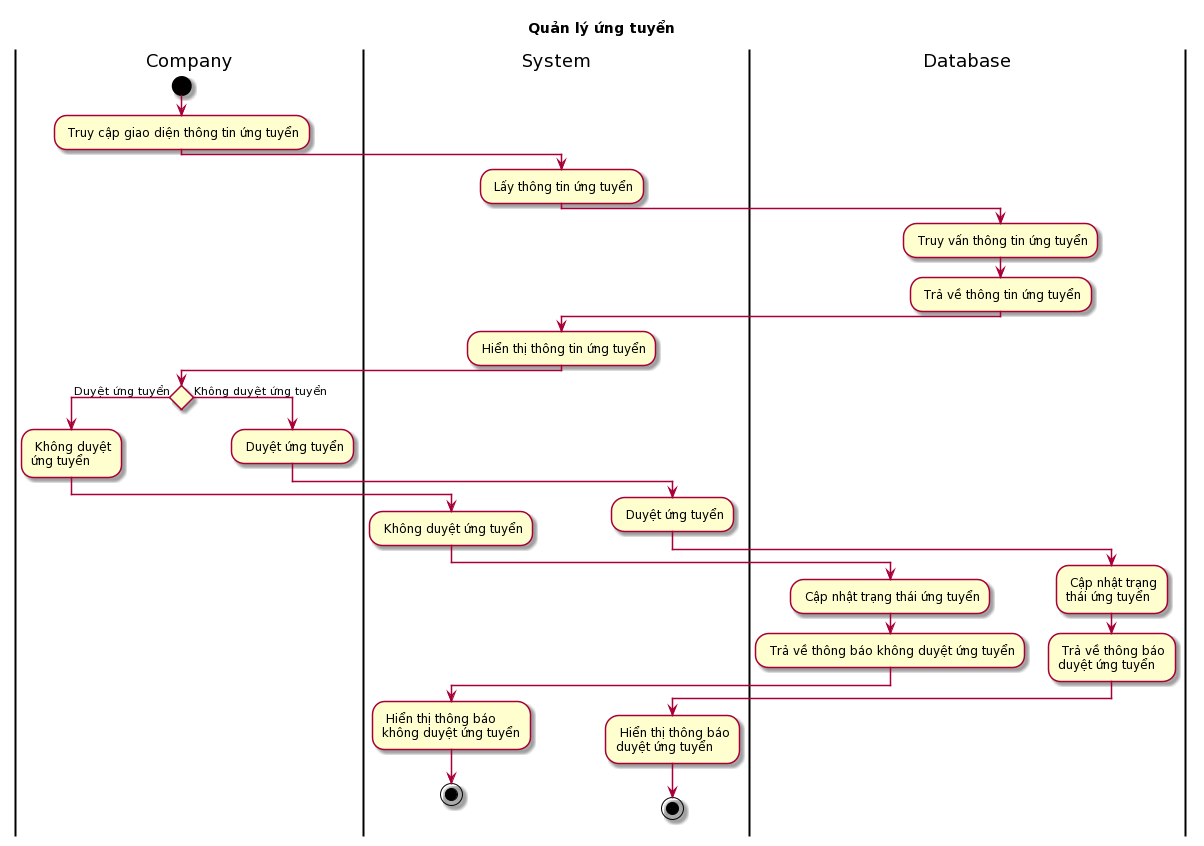 Quản lý ứng tuyển
Company
System
Database
Truy cập giao diện thông tin ứng tuyển
Lấy thông tin ứng tuyển
Truy vấn thông tin ứng tuyển
Trả về thông tin ứng tuyển
Hiển thị thông tin ứng tuyển
Duyệt ứng tuyển
Không duyệt ứng tuyển
Không duyệt
ứng tuyển
Duyệt ứng tuyển
Không duyệt ứng tuyển
Duyệt ứng tuyển
Cập nhật trạng thái ứng tuyển
Cập nhật trạng
thái ứng tuyển
Trả về thông báo không duyệt ứng tuyển
Trả về thông báo
duyệt ứng tuyển
Hiển thị thông báo
không duyệt ứng tuyển
Hiển thị thông báo
duyệt ứng tuyển